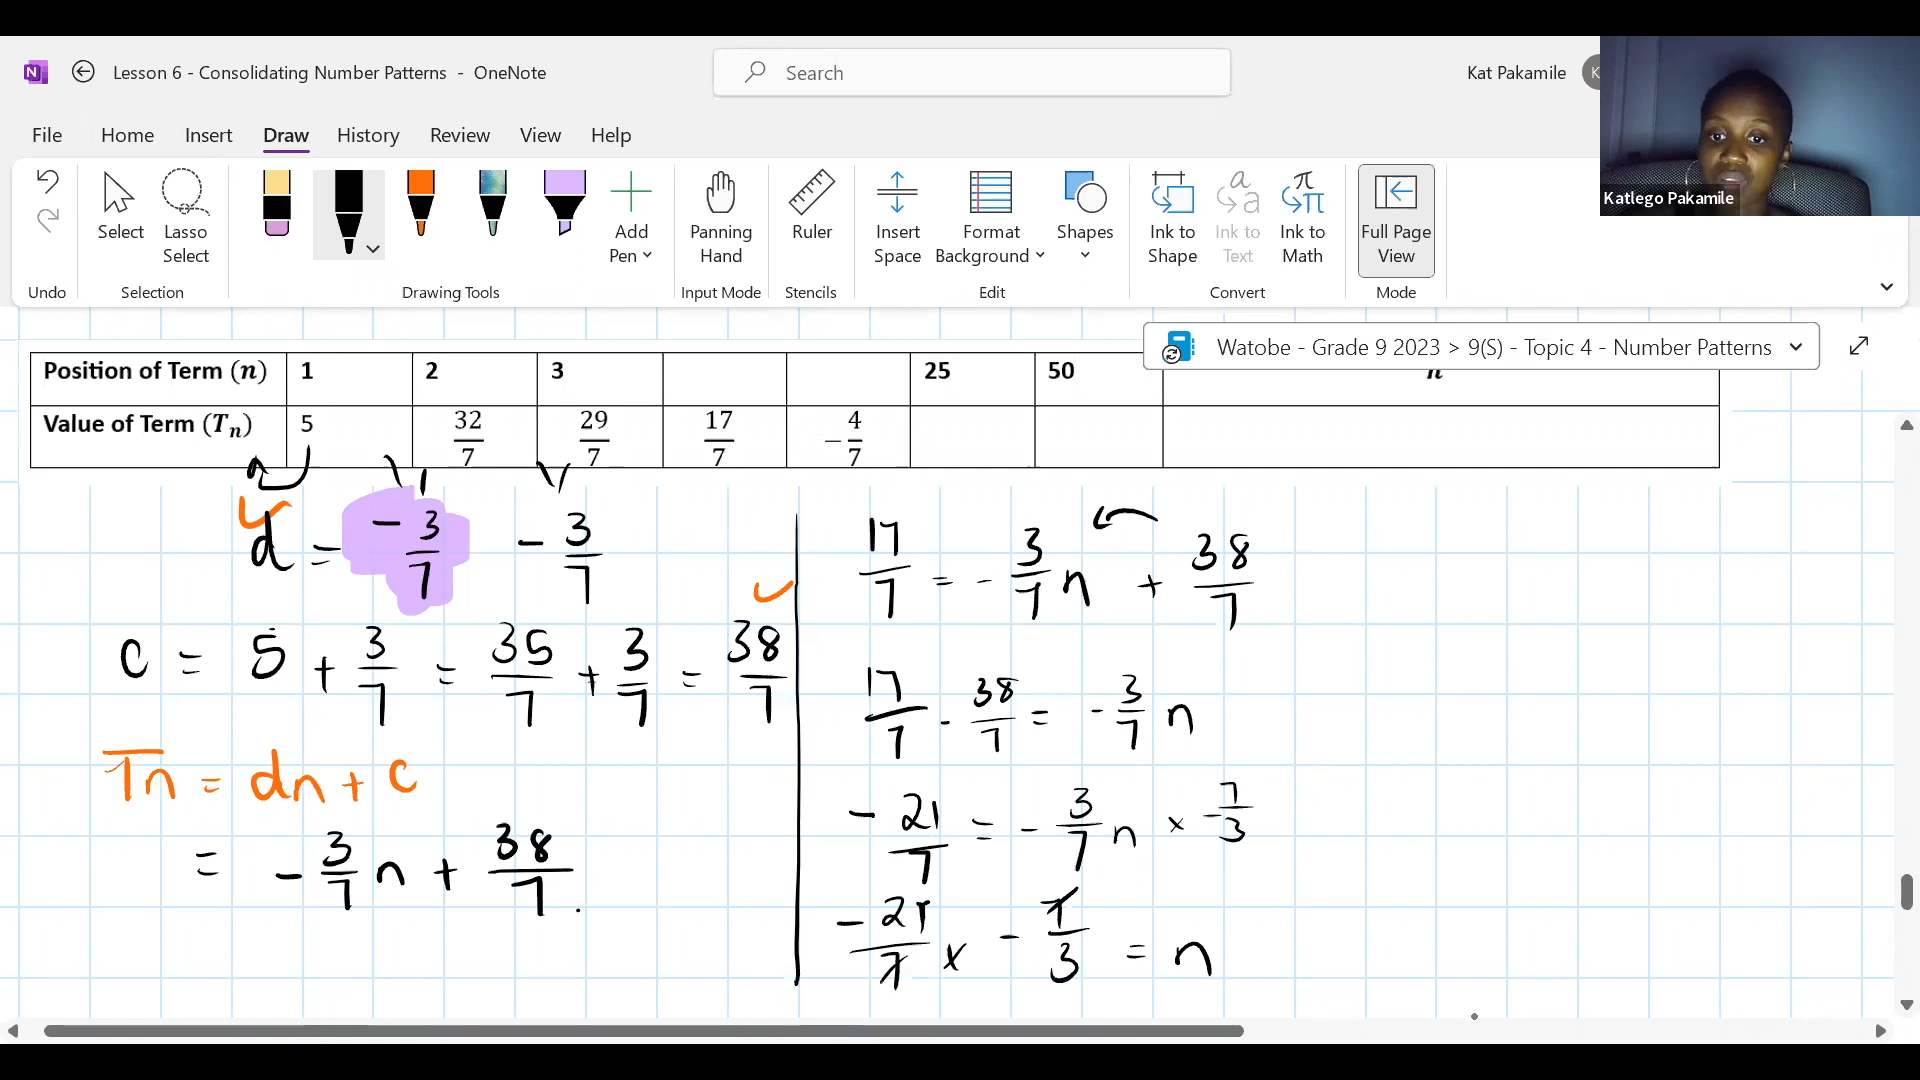 Lesson 6 - Consolidating Number Patterns - OneNote
Search
Kat Pakamile
K
Katlego Pakamile
File Home Insert Draw History Review View Help
Select
Lasso Select
Add Pen
Panning Hand
Ruler
Insert Space
Format Background
Shapes
Ink to Shape
Ink to Text
Ink to Math
Full Page View
Undo Selection Drawing Tools Input Mode Stencils Edit Convert Mode
Watobe - Grade 9 2023 > 9(S) - Topic 4 - Number Patterns
Position of Term (n) 1 2 3 25 50 n
Value of Term (Tn) 5 32/7 29/7 17/7 -4/7
d = -3/7 -3/7
c = 5 + 3/7 = 35/7 + 3/7 = 38/7
Tn = dn + c
= -3/7 n + 38/7.
17/7 = -3/7 n + 38/7
17/7 - 38/7 = -3/7 n
-21/7 = -3/7 n × -7/3
-21/7 × -7/3 = n